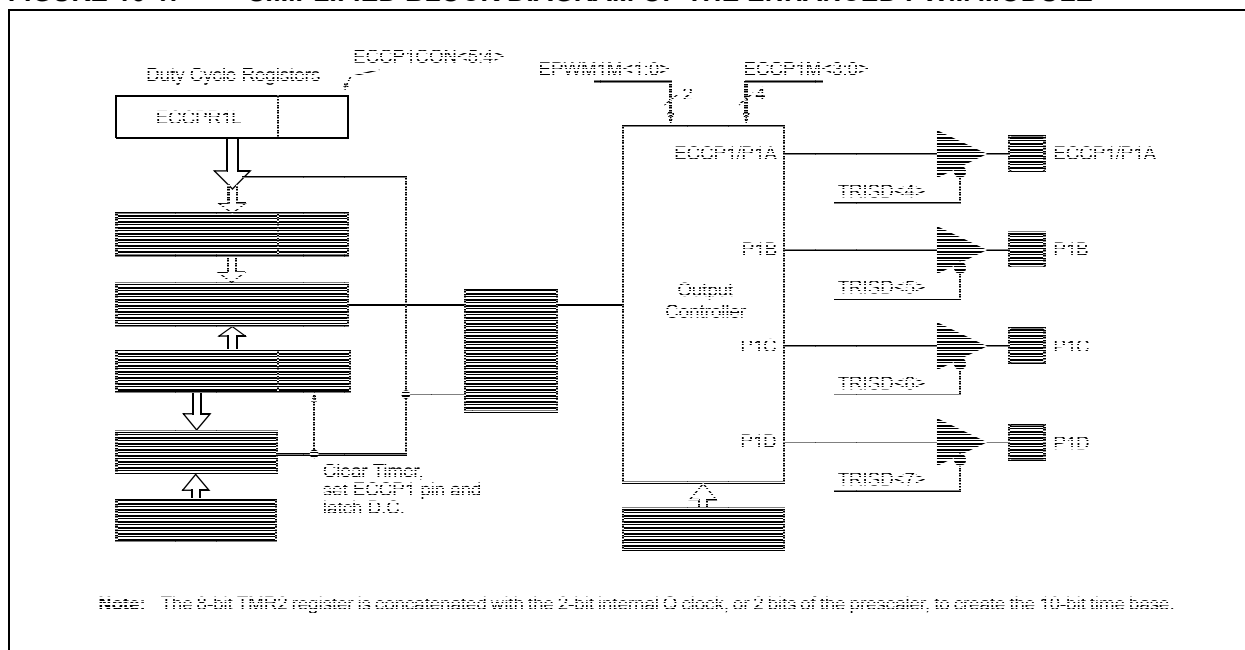 FIGURE 16-1: SIMPLIFIED BLOCK DIAGRAM OF THE ENHANCED PWM MODULE
ECCP1CON<5:4>
Duty Cycle Registers
EPWM1M<1:0>
ECCP1M<3:0>
2
4
ECCPR1L
ECCP1/P1A
ECCP1/P1A
TRISD<4>
P1B
P1B
TRISD<5>
Output
Controller
P1C
P1C
TRISD<6>
P1D
P1D
TRISD<7>
Clear Timer,
set ECCP1 pin and
latch D.C.
Note: The 8-bit TMR2 register is concatenated with the 2-bit internal Q clock, or 2 bits of the prescaler, to create the 10-bit time base.